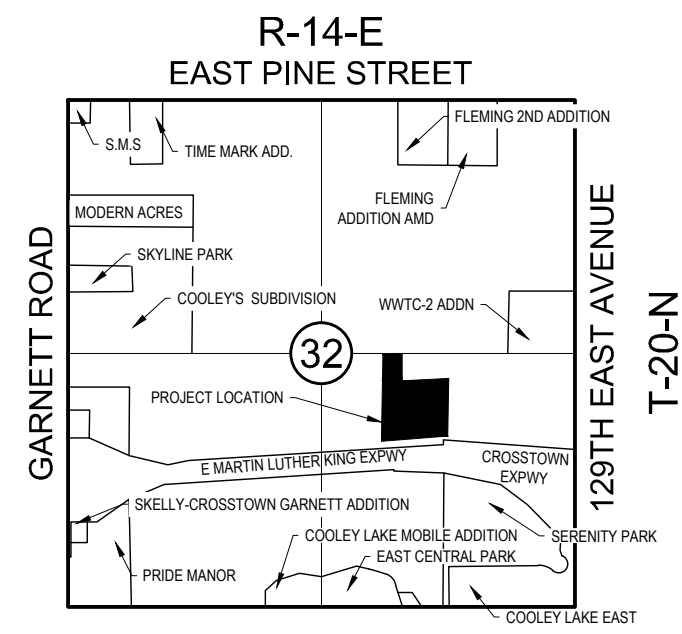 R-14-E
EAST PINE STREET
FLEMING 2ND ADDITION
S.M.S
TIME MARK ADD.
FLEMING
ADDITION AMD
MODERN ACRES
SKYLINE PARK
COOLEY'S SUBDIVISION
WWTC-2 ADDN
GARNETT ROAD
129TH EAST AVENUE
T-20-N
32
PROJECT LOCATION
E MARTIN LUTHER KING EXPWY
CROSSTOWN
EXPWY
SKELLY-CROSSTOWN GARNETT ADDITION
COOLEY LAKE MOBILE ADDITION
SERENITY PARK
EAST CENTRAL PARK
PRIDE MANOR
COOLEY LAKE EAST